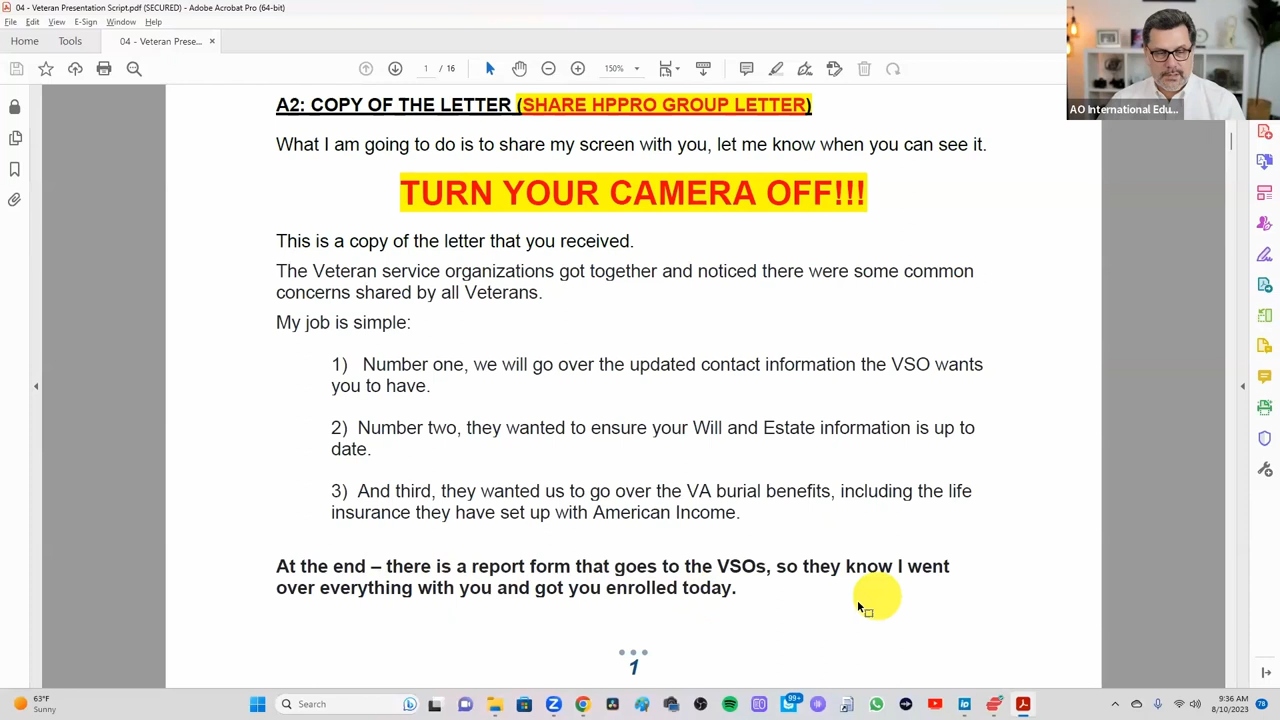 04 - Veteran Presentation Script.pdf (SECURED) - Adobe Acrobat Pro (64-bit)
File Edit View E-Sign Window Help
Home Tools 04 - Veteran Prese... ×
1 / 16 150%
AO International Edu...
A2: COPY OF THE LETTER (SHARE HPPRO GROUP LETTER)
What I am going to do is to share my screen with you, let me know when you can see it.
TURN YOUR CAMERA OFF!!!
This is a copy of the letter that you received.
The Veteran service organizations got together and noticed there were some common
concerns shared by all Veterans.
My job is simple:
1) Number one, we will go over the updated contact information the VSO wants
you to have.
2) Number two, they wanted to ensure your Will and Estate information is up to
date.
3) And third, they wanted us to go over the VA burial benefits, including the life
insurance they have set up with American Income.
At the end – there is a report form that goes to the VSOs, so they know I went
over everything with you and got you enrolled today.
1
63°F
Sunny
Search
99+
9:36 AM
8/10/2023
78